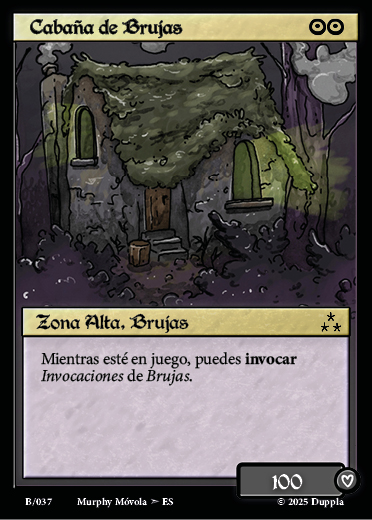 Cabaña de Brujas
Zona Alta, Brujas
Mientras esté en juego, puedes invocar
Invocaciones de Brujas.
100
B/037 Murphy Móvola ➣ ES © 2025 Duppla